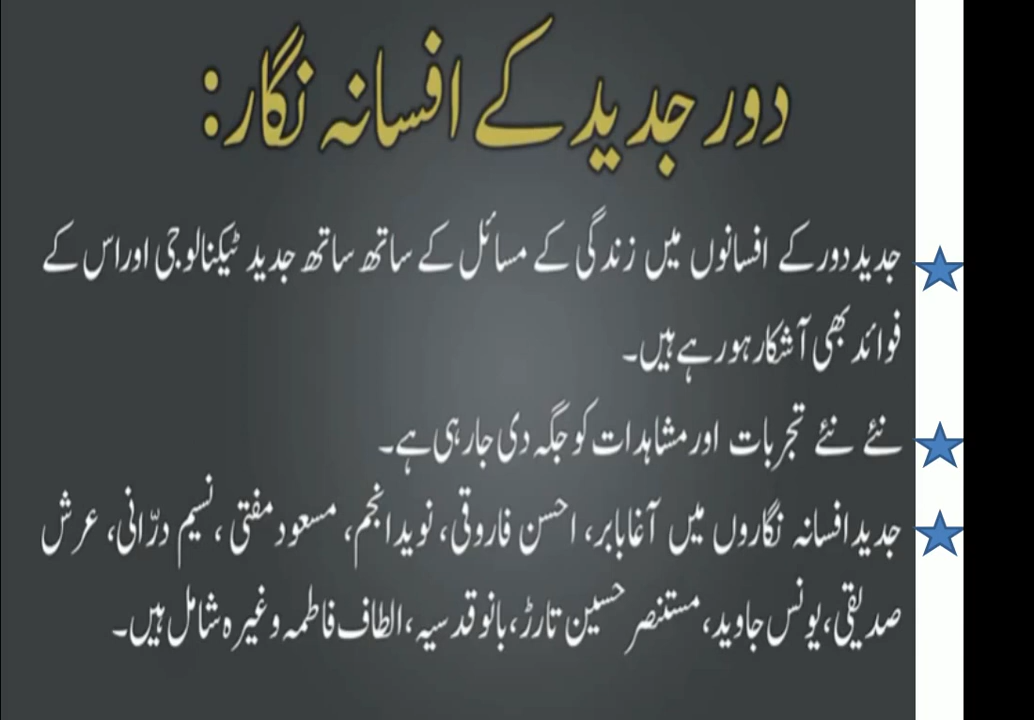 دور جدید کے افسانہ نگار:
جدید دور کے افسانوں میں زندگی کے مسائل کے ساتھ ساتھ جدید ٹیکنالوجی اور اس کے
فوائد بھی آشکار ہو رہے ہیں۔
نئے نئے تجربات اور مشاہدات کو جگہ دی جا رہی ہے۔
جدید افسانہ نگاروں میں آغا بابر، احسن فاروقی، نوید انجم، مسعود مفتی، نسیم درّانی، عرش
صدیقی، یونس جاوید، مستنصر حسین تارڑ، بانو قدسیہ، الطاف فاطمہ وغیرہ شامل ہیں۔